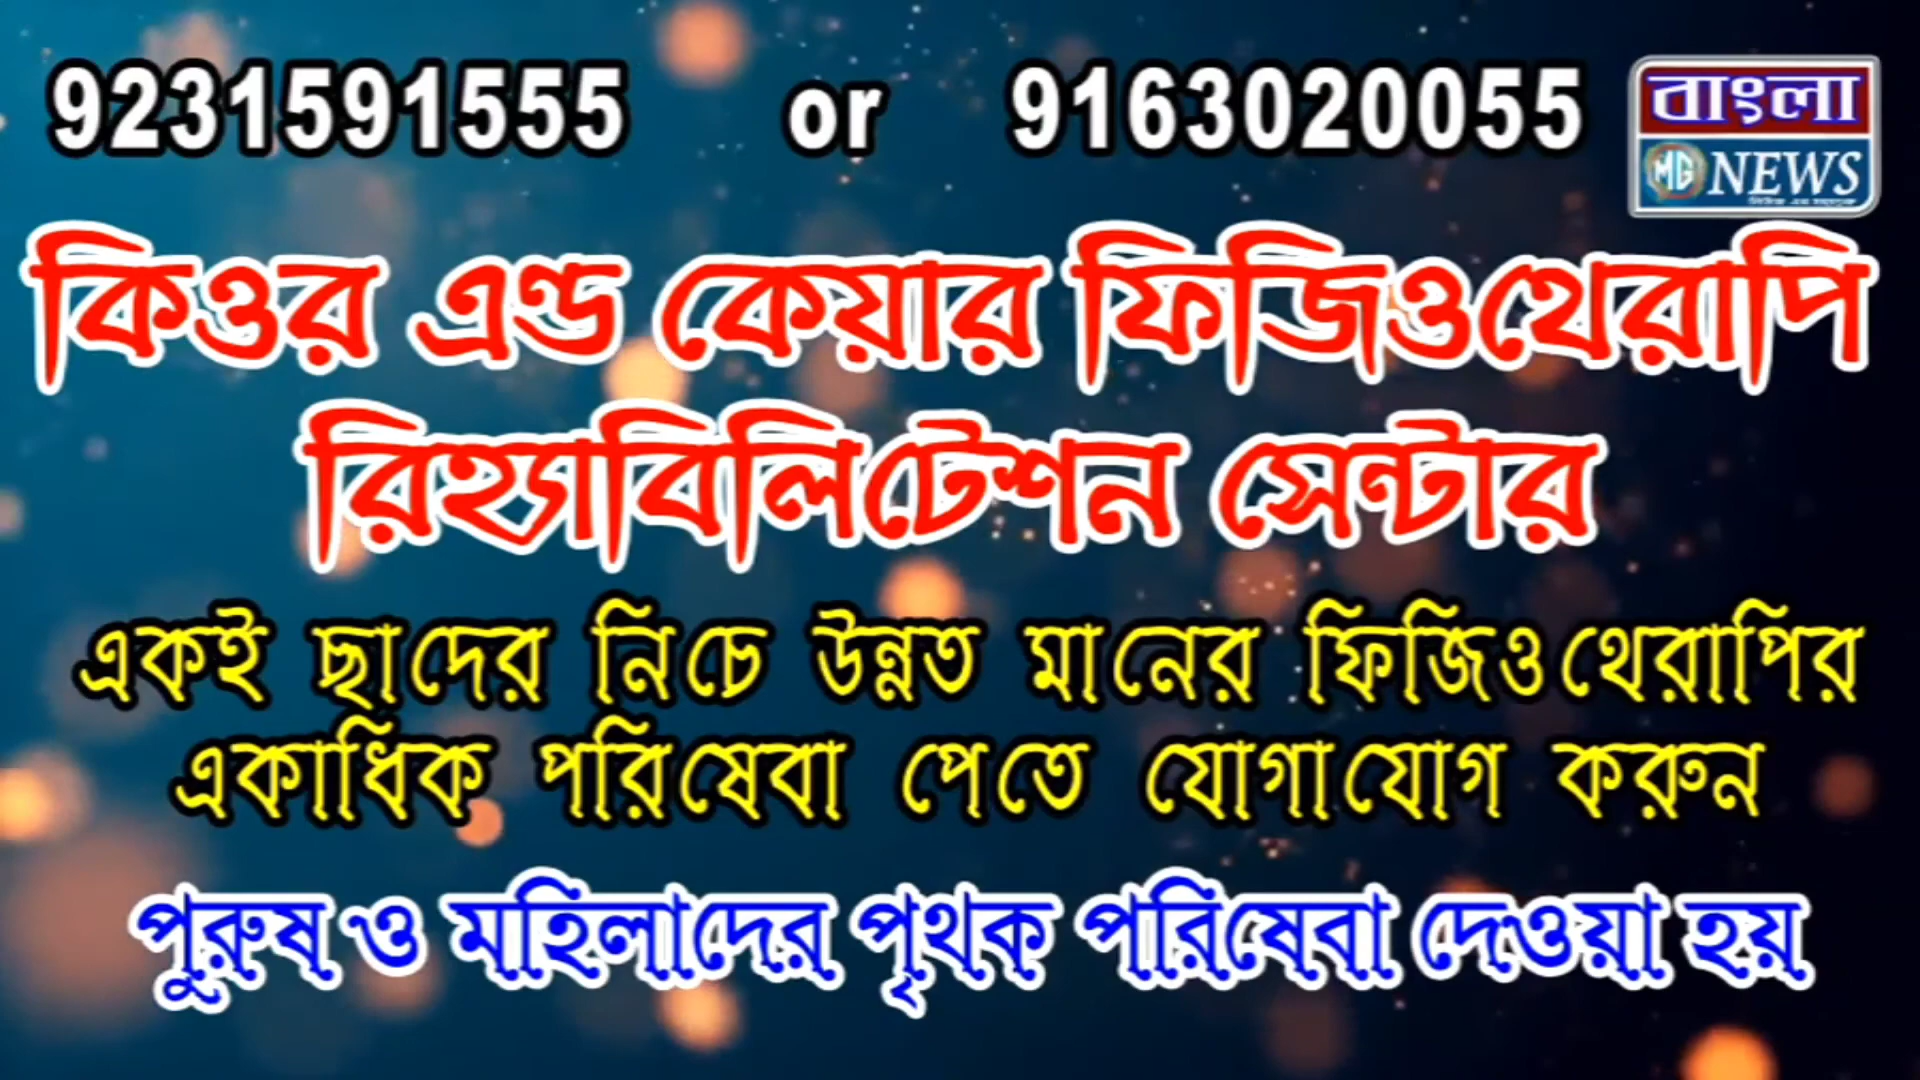 9231591555 or 9163020055
বাংলা
MG NEWS
কিওর এণ্ড কেয়ার ফিজিওথেরাপি
রিহ্যাবিলিটেশন সেন্টার
একই ছাদের নিচে উন্নত মানের ফিজিওথেরাপির
একাধিক পরিষেবা পেতে যোগাযোগ করুন
পুরুষ ও মহিলাদের পৃথক পরিষেবা দেওয়া হয়